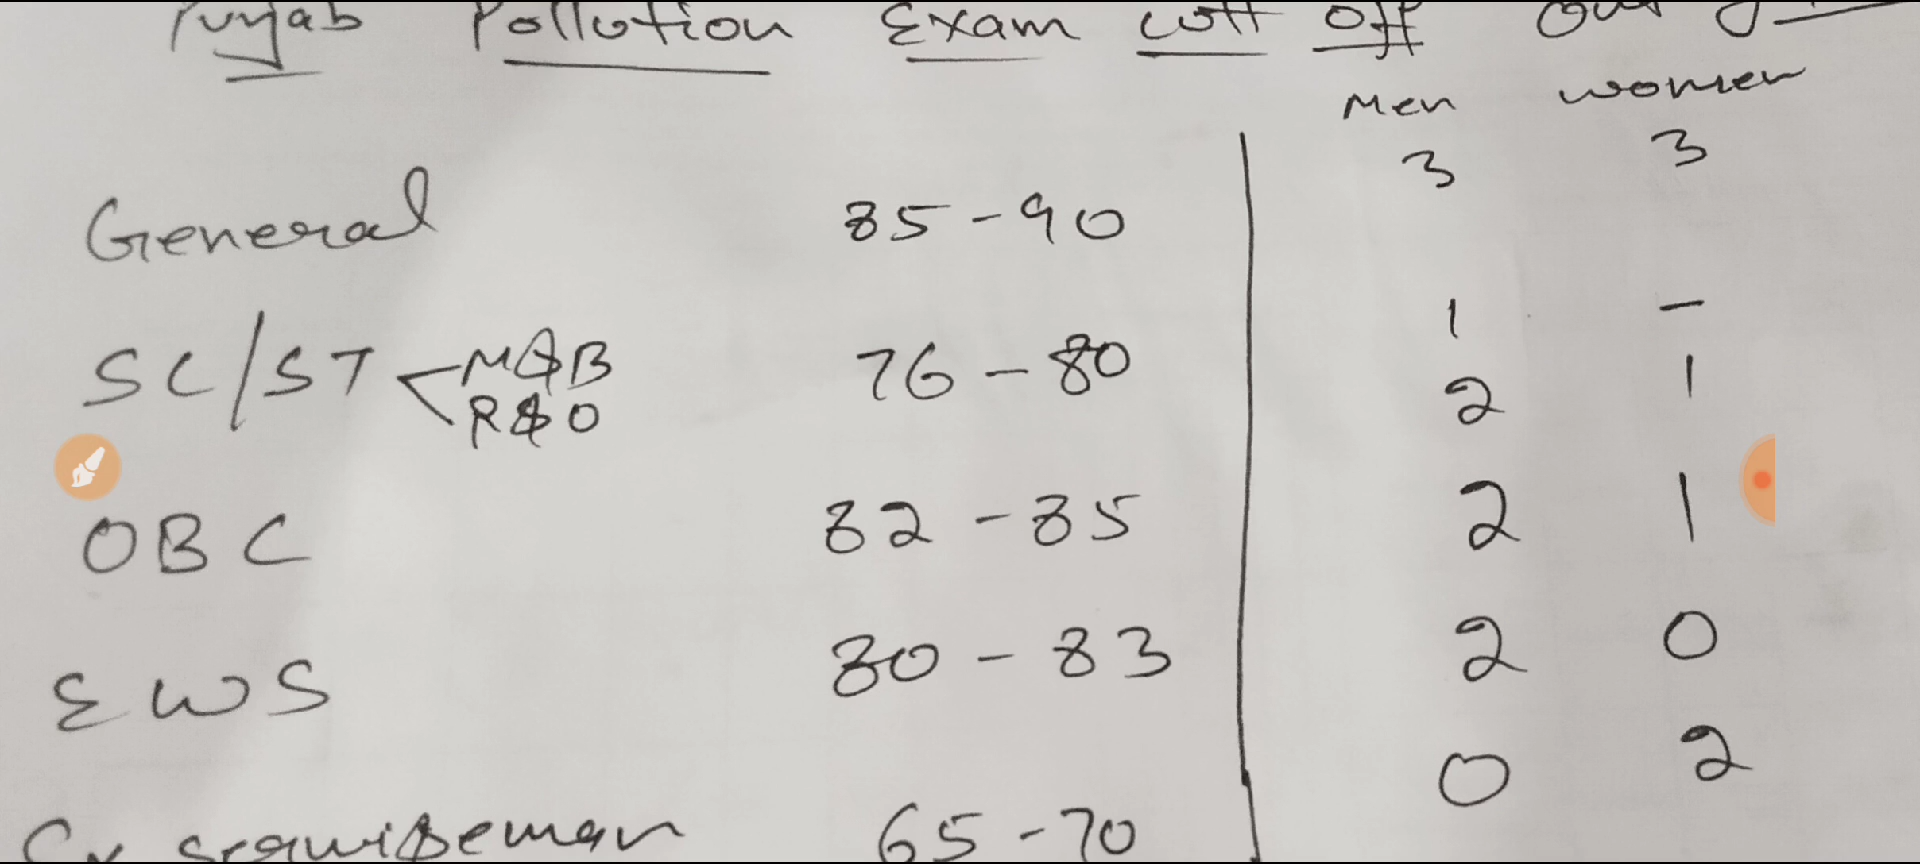 Punjab Pollution Exam cutt off
Men women
3 3
General 85-90
SC/ST M&B 76-80 1 -
R&O 2 1
OBC 82-85 2 1
EWS 80-83 2 0
0 2
65-70